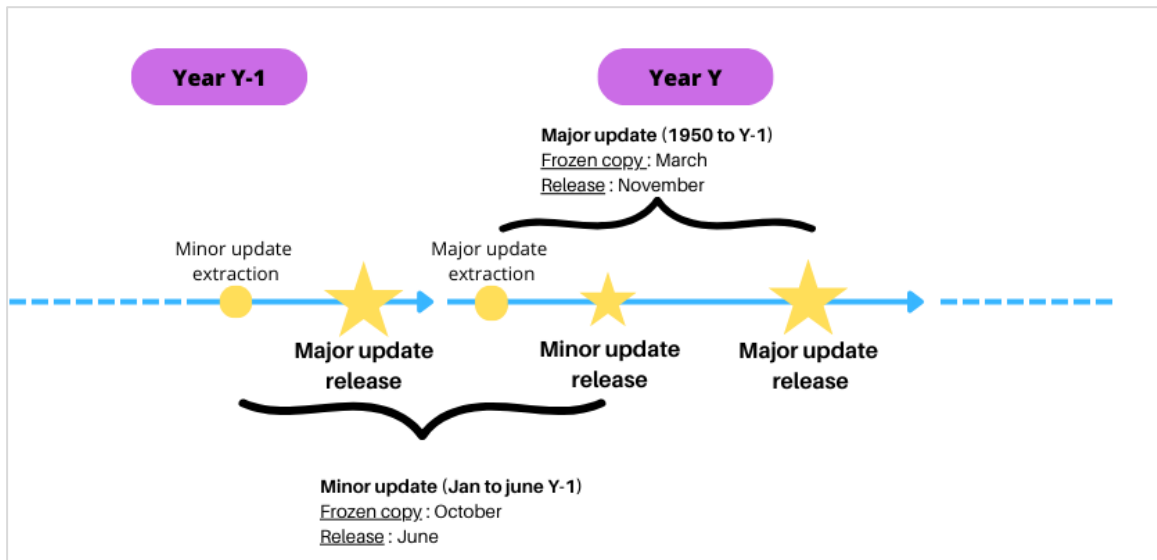 Year Y-1
Year Y
Major update (1950 to Y-1)
Frozen copy : March
Release : November
Minor update
extraction
Major update
extraction
Major update
release
Minor update
release
Major update
release
Minor update (Jan to june Y-1)
Frozen copy : October
Release : June